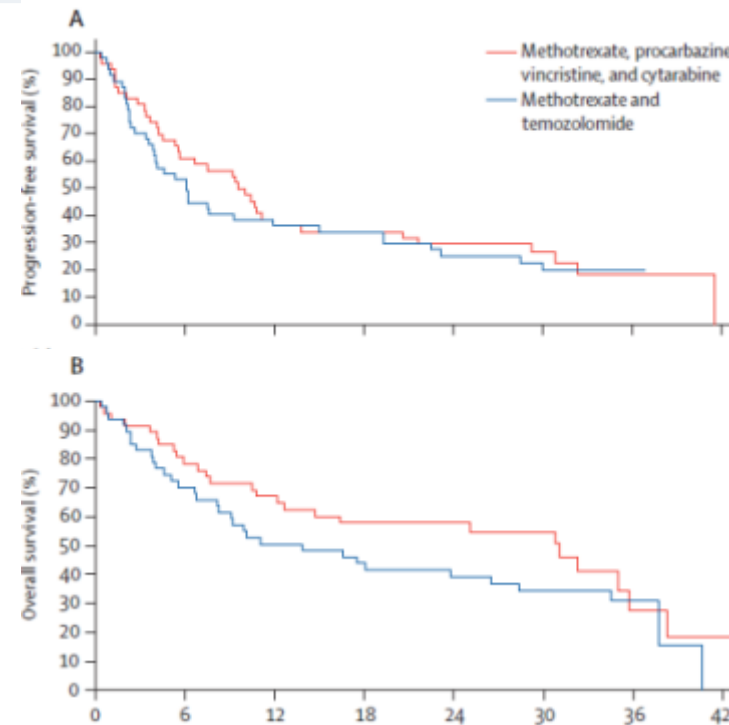 A
Methotrexate, procarbazine
vincristine, and cytarabine
Methotrexate and
temozolomide
Progression-free survival (%)
100
90
80
70
60
50
40
30
20
10
0
B
Overall survival (%)
100
90
80
70
60
50
40
30
20
10
0
0 6 12 18 24 30 36 42